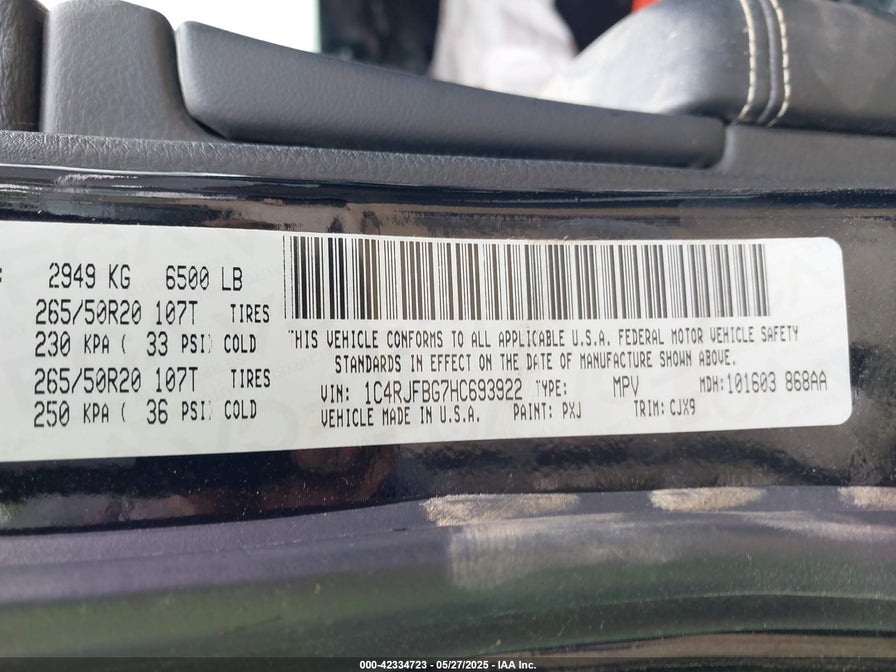 2949 KG 6500 LB
265/50R20 107T TIRES
230 KPA ( 33 PSI) COLD
265/50R20 107T TIRES
250 KPA ( 36 PSI) COLD
THIS VEHICLE CONFORMS TO ALL APPLICABLE U.S.A. FEDERAL MOTOR VEHICLE SAFETY
STANDARDS IN EFFECT ON THE DATE OF MANUFACTURE SHOWN ABOVE.
VIN: 1C4RJFBG7HC693922 TYPE: MPV MDH:101603 868AA
VEHICLE MADE IN U.S.A. PAINT: PXJ TRIM: CJX9
000-42334723 - 05/27/2025 - IAA Inc.